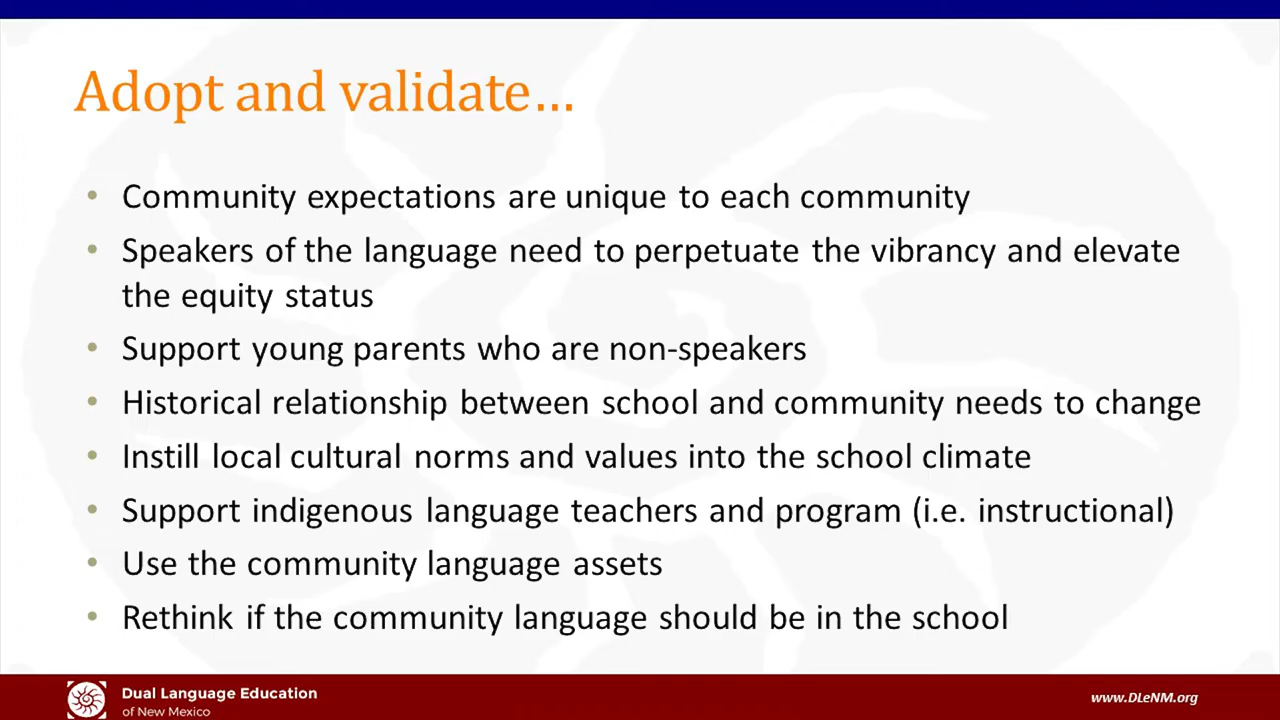 Adopt and validate…
• Community expectations are unique to each community
• Speakers of the language need to perpetuate the vibrancy and elevate
the equity status
• Support young parents who are non-speakers
• Historical relationship between school and community needs to change
• Instill local cultural norms and values into the school climate
• Support indigenous language teachers and program (i.e. instructional)
• Use the community language assets
• Rethink if the community language should be in the school
Dual Language Education
of New Mexico
www.DLeNM.org